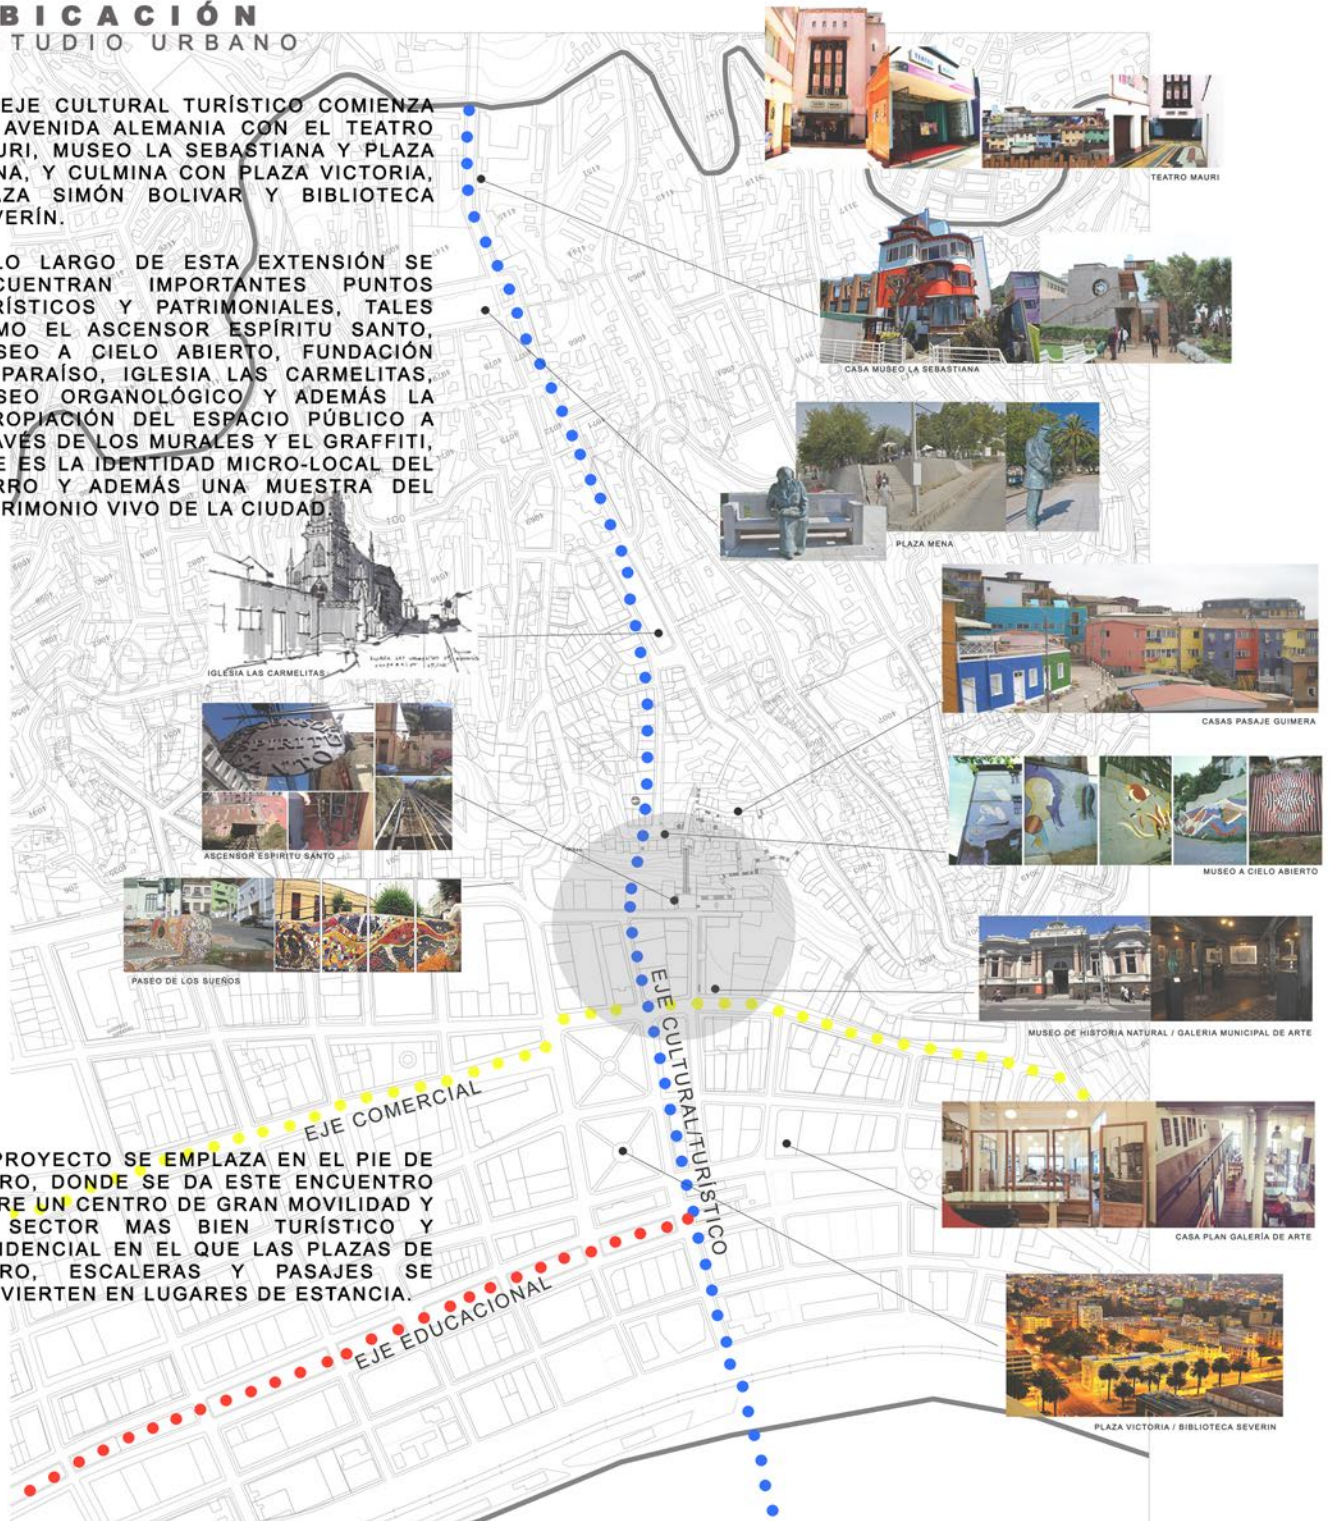 BICACIÓN
TUDIO URBANO
EJE CULTURAL TURÍSTICO COMIENZA
AVENIDA ALEMANIA CON EL TEATRO
URI, MUSEO LA SEBASTIANA Y PLAZA
NA, Y CULMINA CON PLAZA VICTORIA,
AZA SIMÓN BOLIVAR Y BIBLIOTECA
VERÍN.
LO LARGO DE ESTA EXTENSIÓN SE
CUENTRAN IMPORTANTES PUNTOS
RÍSTICOS Y PATRIMONIALES, TALES
MO EL ASCENSOR ESPÍRITU SANTO,
SEO A CIELO ABIERTO, FUNDACIÓN
PARAÍSO, IGLESIA LAS CARMELITAS,
SEO ORGANOLÓGICO Y ADEMÁS LA
ROPIACIÓN DEL ESPACIO PÚBLICO A
AVÉS DE LOS MURALES Y EL GRAFFITI,
E ES LA IDENTIDAD MICRO-LOCAL DEL
RRO Y ADEMÁS UNA MUESTRA DEL
TRIMONIO VIVO DE LA CIUDAD.
TEATRO MAURI
CASA MUSEO LA SEBASTIANA
PLAZA MENA
IGLESIA LAS CARMELITAS
CASAS PASAJE GUIMERA
ESPIRITU
ASCENSOR ESPIRITU SANTO
MUSEO A CIELO ABIERTO
PASEO DE LOS SUEÑOS
MUSEO DE HISTORIA NATURAL / GALERIA MUNICIPAL DE ARTE
EJE CULTURAL/TURÍSTICO
EJE COMERCIAL
PROYECTO SE EMPLAZA EN EL PIE DE
RRO, DONDE SE DA ESTE ENCUENTRO
RE UN CENTRO DE GRAN MOVILIDAD Y
SECTOR MAS BIEN TURÍSTICO Y
IDENCIAL EN EL QUE LAS PLAZAS DE
RRO, ESCALERAS Y PASAJES SE
VIERTEN EN LUGARES DE ESTANCIA.
CASA PLAN GALERÍA DE ARTE
EJE EDUCACIONAL
PLAZA VICTORIA / BIBLIOTECA SEVERIN